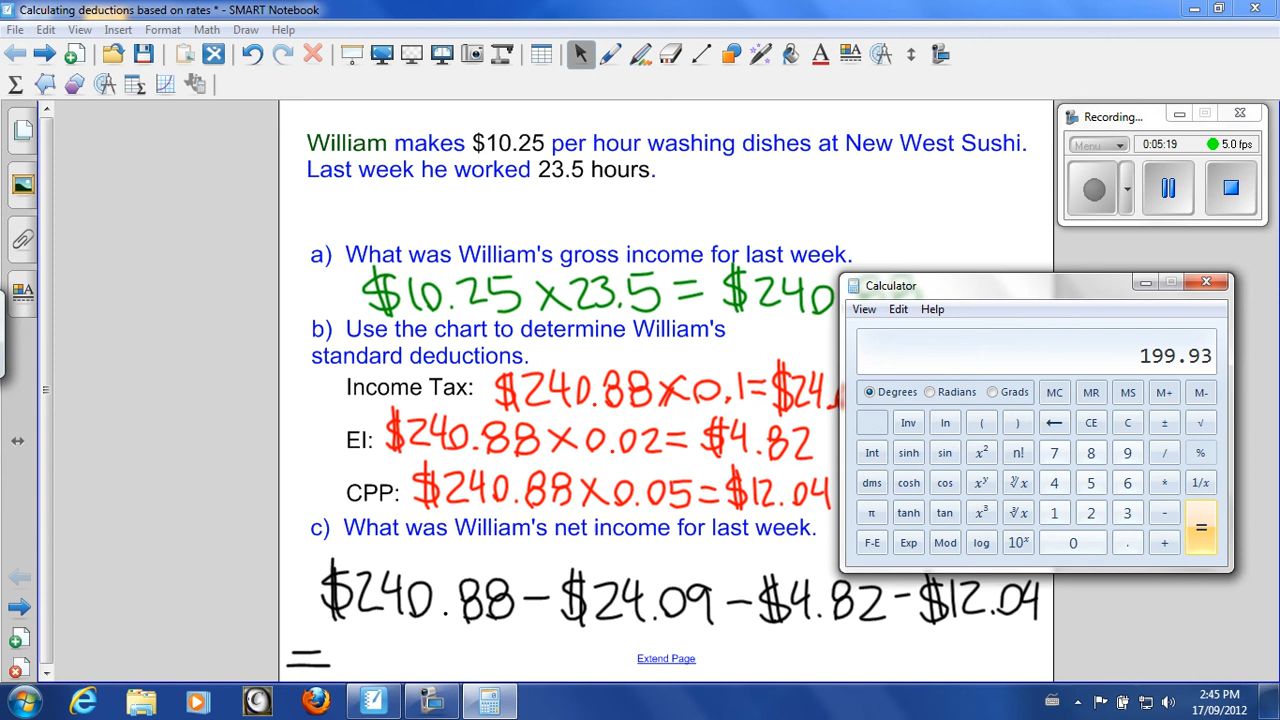 Calculating deductions based on rates * - SMART Notebook
File Edit View Insert Format Math Draw Help
Recording...
Menu
0:05:19
5.0 fps
William makes $10.25 per hour washing dishes at New West Sushi.
Last week he worked 23.5 hours.
a) What was William's gross income for last week.
$10.25 x 23.5 = $240
b) Use the chart to determine William's
standard deductions.
Income Tax: $240.88 x 0.1 = $24.
EI: $240.88 x 0.02 = $4.82
CPP: $240.88 x 0.05 = $12.04
c) What was William's net income for last week.
$240.88 - $24.09 - $4.82 - $12.04
=
Extend Page
Calculator
View Edit Help
199.93
Degrees Radians Grads MC MR MS M+ M-
Inv ln ( ) ← CE C ± √
Int sinh sin x² n! 7 8 9 / %
dms cosh cos xʸ ʸ√x 4 5 6 * 1/x
π tanh tan x³ ³√x 1 2 3 - =
F-E Exp Mod log 10ˣ 0 . +
2:45 PM
17/09/2012